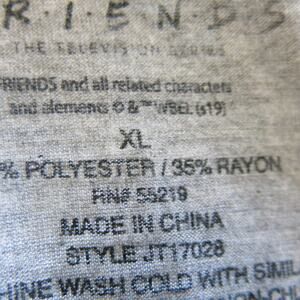 R·I·E·N·D·S
THE TELEVISION SERIES
FRIENDS and all related characters
and elements © & ™ WBEI. (s19)
XL
% POLYESTER / 35% RAYON
RN# 55219
MADE IN CHINA
STYLE JT17028
HINE WASH COLD WITH SIMIL